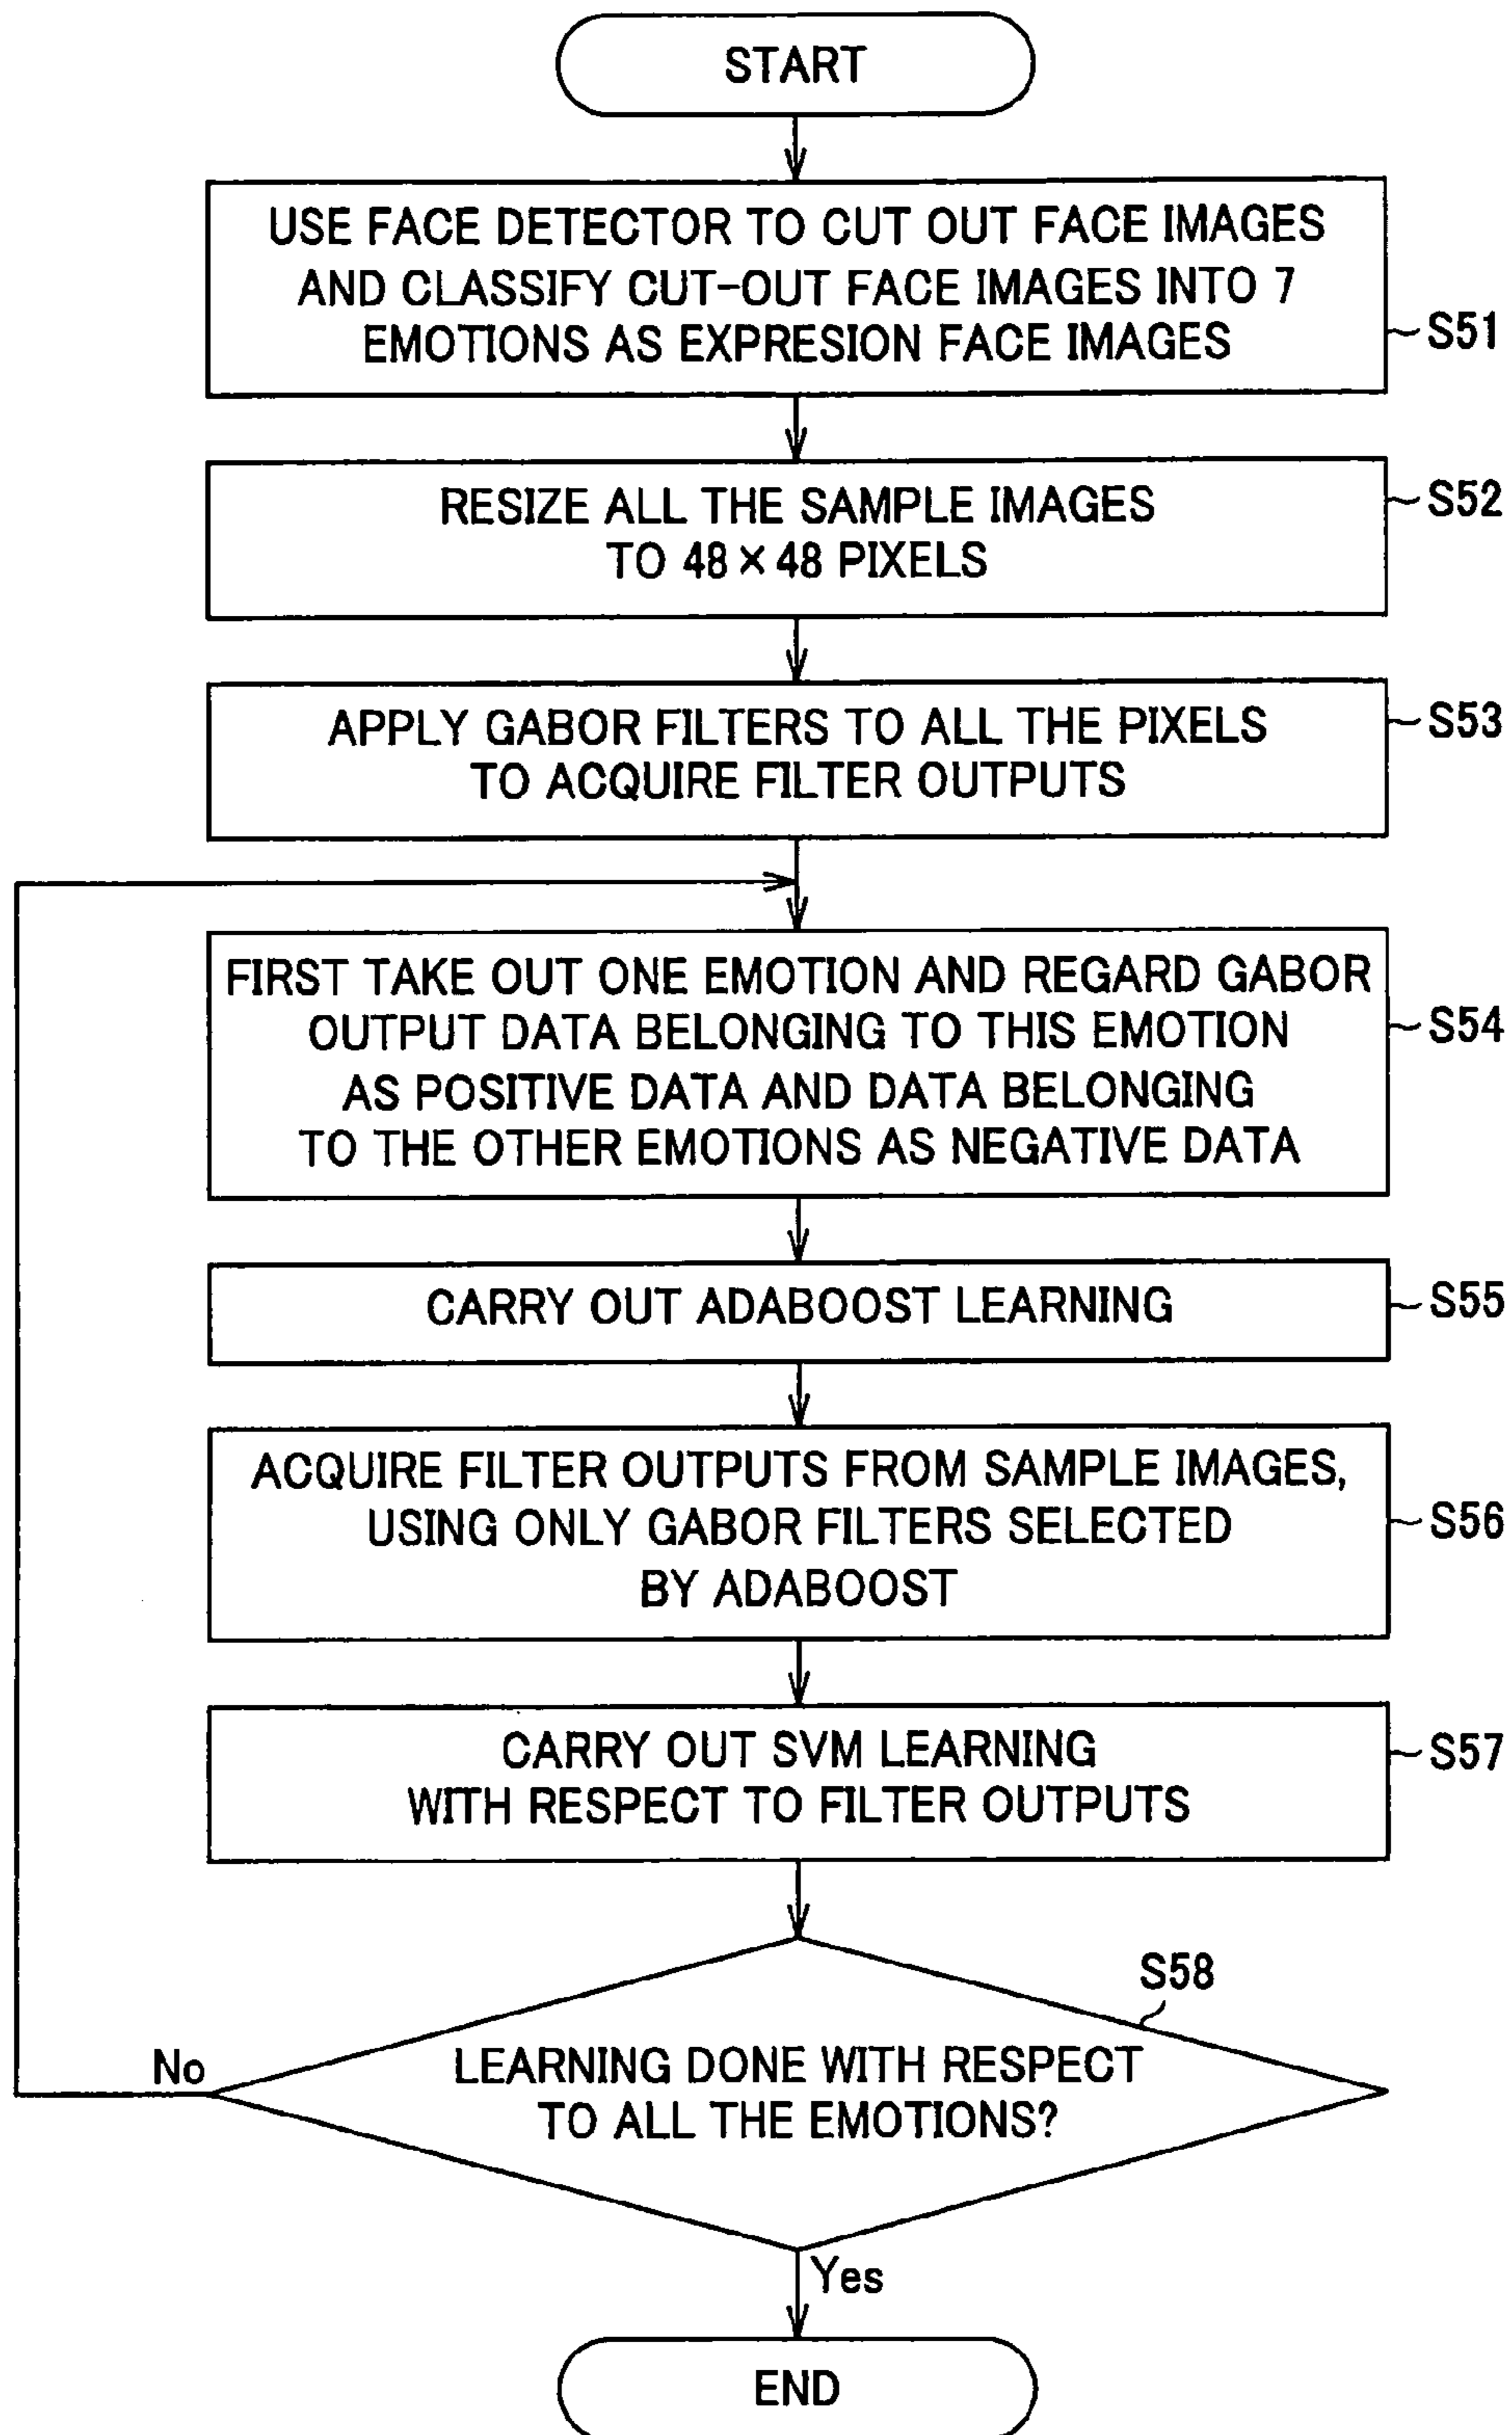 START
USE FACE DETECTOR TO CUT OUT FACE IMAGES
AND CLASSIFY CUT-OUT FACE IMAGES INTO 7
EMOTIONS AS EXPRESION FACE IMAGES
S51
RESIZE ALL THE SAMPLE IMAGES
TO 48 × 48 PIXELS
S52
APPLY GABOR FILTERS TO ALL THE PIXELS
TO ACQUIRE FILTER OUTPUTS
S53
FIRST TAKE OUT ONE EMOTION AND REGARD GABOR
OUTPUT DATA BELONGING TO THIS EMOTION
AS POSITIVE DATA AND DATA BELONGING
TO THE OTHER EMOTIONS AS NEGATIVE DATA
S54
CARRY OUT ADABOOST LEARNING
S55
ACQUIRE FILTER OUTPUTS FROM SAMPLE IMAGES,
USING ONLY GABOR FILTERS SELECTED
BY ADABOOST
S56
CARRY OUT SVM LEARNING
WITH RESPECT TO FILTER OUTPUTS
S57
S58
LEARNING DONE WITH RESPECT
TO ALL THE EMOTIONS?
No
Yes
END